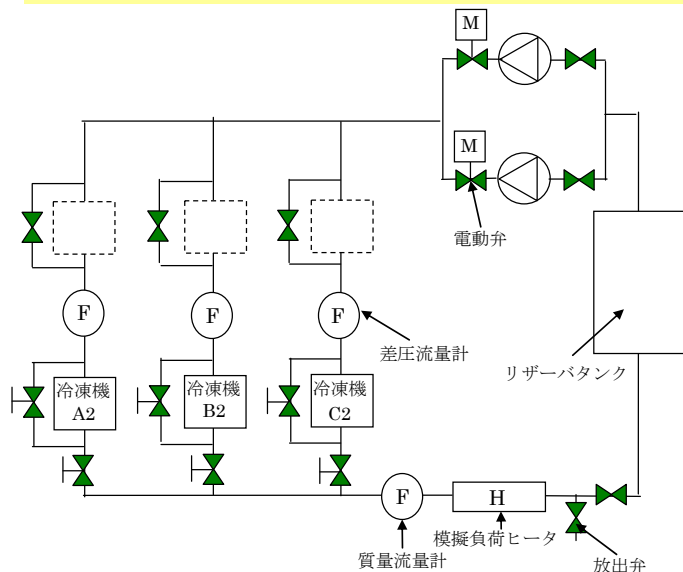 M
M
電動弁
F
F
F
差圧流量計
リザーバタンク
冷凍機
A2
冷凍機
B2
冷凍機
C2
F
H
模擬負荷ヒータ
質量流量計
放出弁